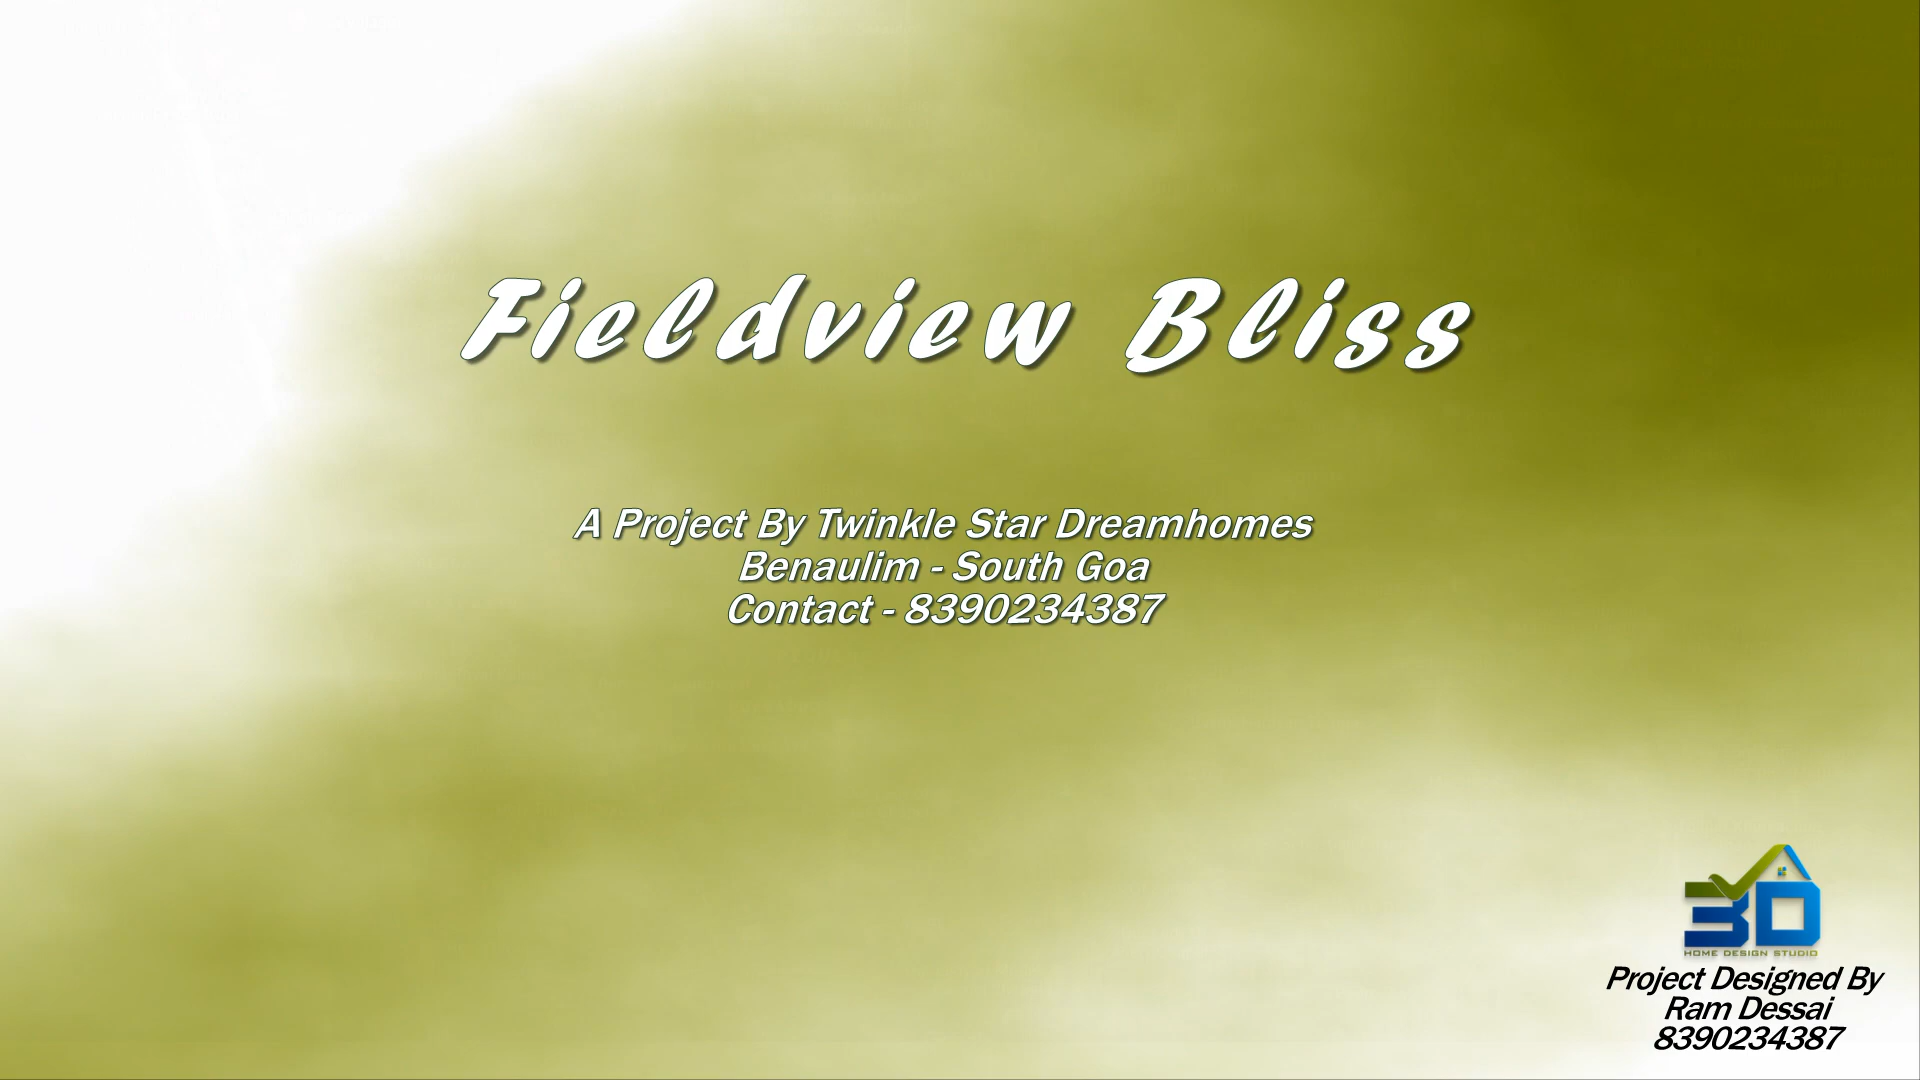 Fieldview Bliss
A Project By Twinkle Star Dreamhomes
Benaulim - South Goa
Contact - 8390234387
3D
HOME DESIGN STUDIO
Project Designed By
Ram Dessai
8390234387